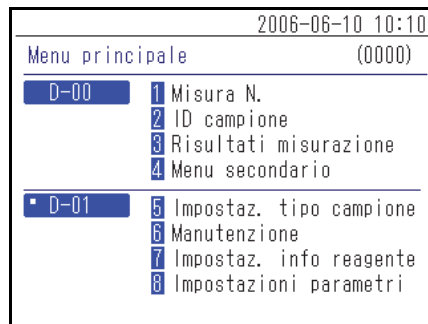 2006-06-10 10:10
Menu principale (0000)
D-00 1 Misura N.
2 ID campione
3 Risultati misurazione
4 Menu secondario
D-01 5 Impostaz. tipo campione
6 Manutenzione
7 Impostaz. info reagente
8 Impostazioni parametri